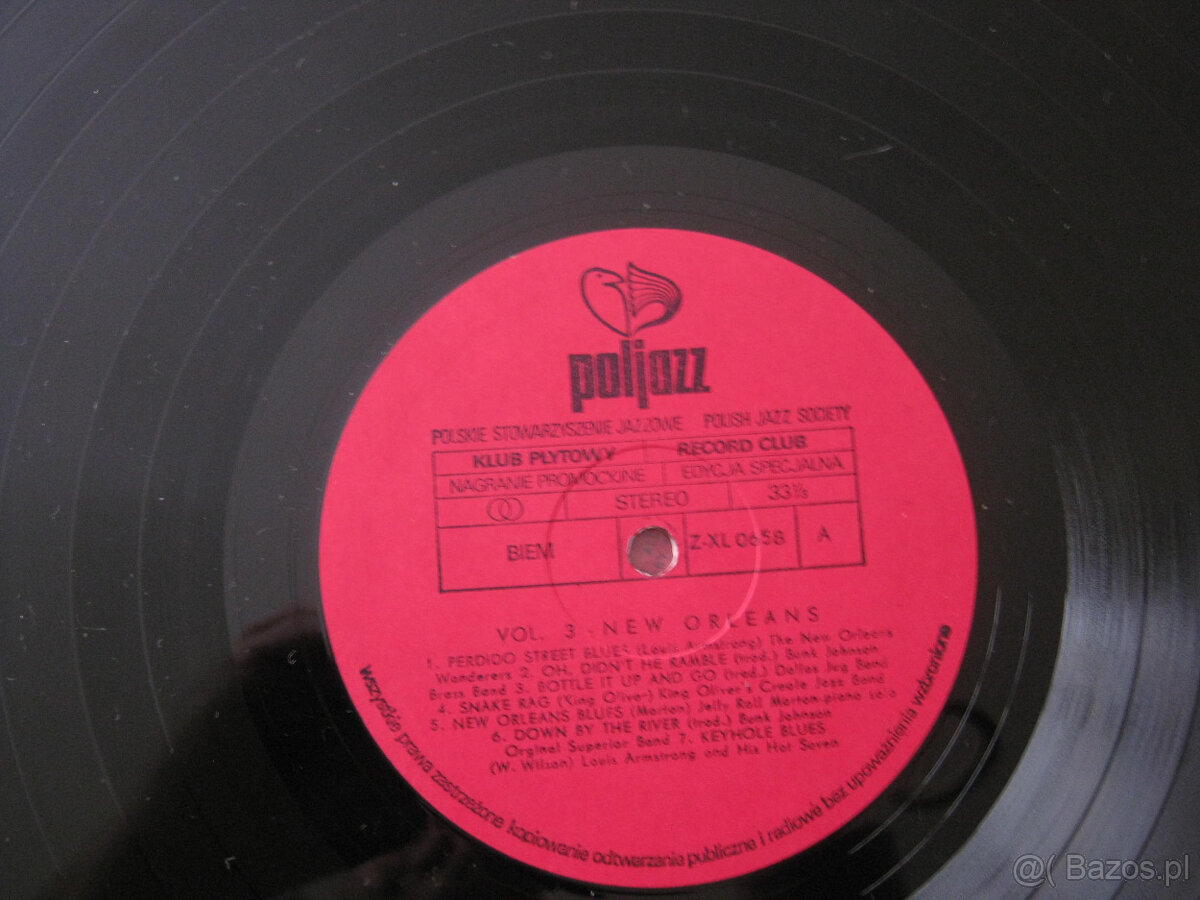 poljazz
POLSKIE STOWARZYSZENIE JAZZOWE POLISH JAZZ SOCIETY
KLUB PŁYTOWY RECORD CLUB
NAGRANIE PROMOCYJNE EDYCJA SPECJALNA
STEREO 33⅓
BIEM Z-XL 0658 A
VOL. 3 - NEW ORLEANS
1. PERDIDO STREET BLUES (Louis Armstrong) The New Orleans
Wanderers 2. OH, DIDN'T HE RAMBLE (trad.) Bunk Johnson
Brass Band 3. BOTTLE IT UP AND GO (trad.) Dallas Jug Band
4. SNAKE RAG (King Oliver) King Oliver's Creole Jazz Band
5. NEW ORLEANS BLUES (Morton) Jelly Roll Morton-piano solo
6. DOWN BY THE RIVER (trad.) Bunk Johnson
Orginal Superior Band 7. KEYHOLE BLUES
(W. Wilson) Louis Armstrong and His Hot Seven
wszystkie prawa zastrzeżone kopiowanie odtwarzanie publiczne i radiowe bez upoważnienia wzbronione
@( Bazos.pl